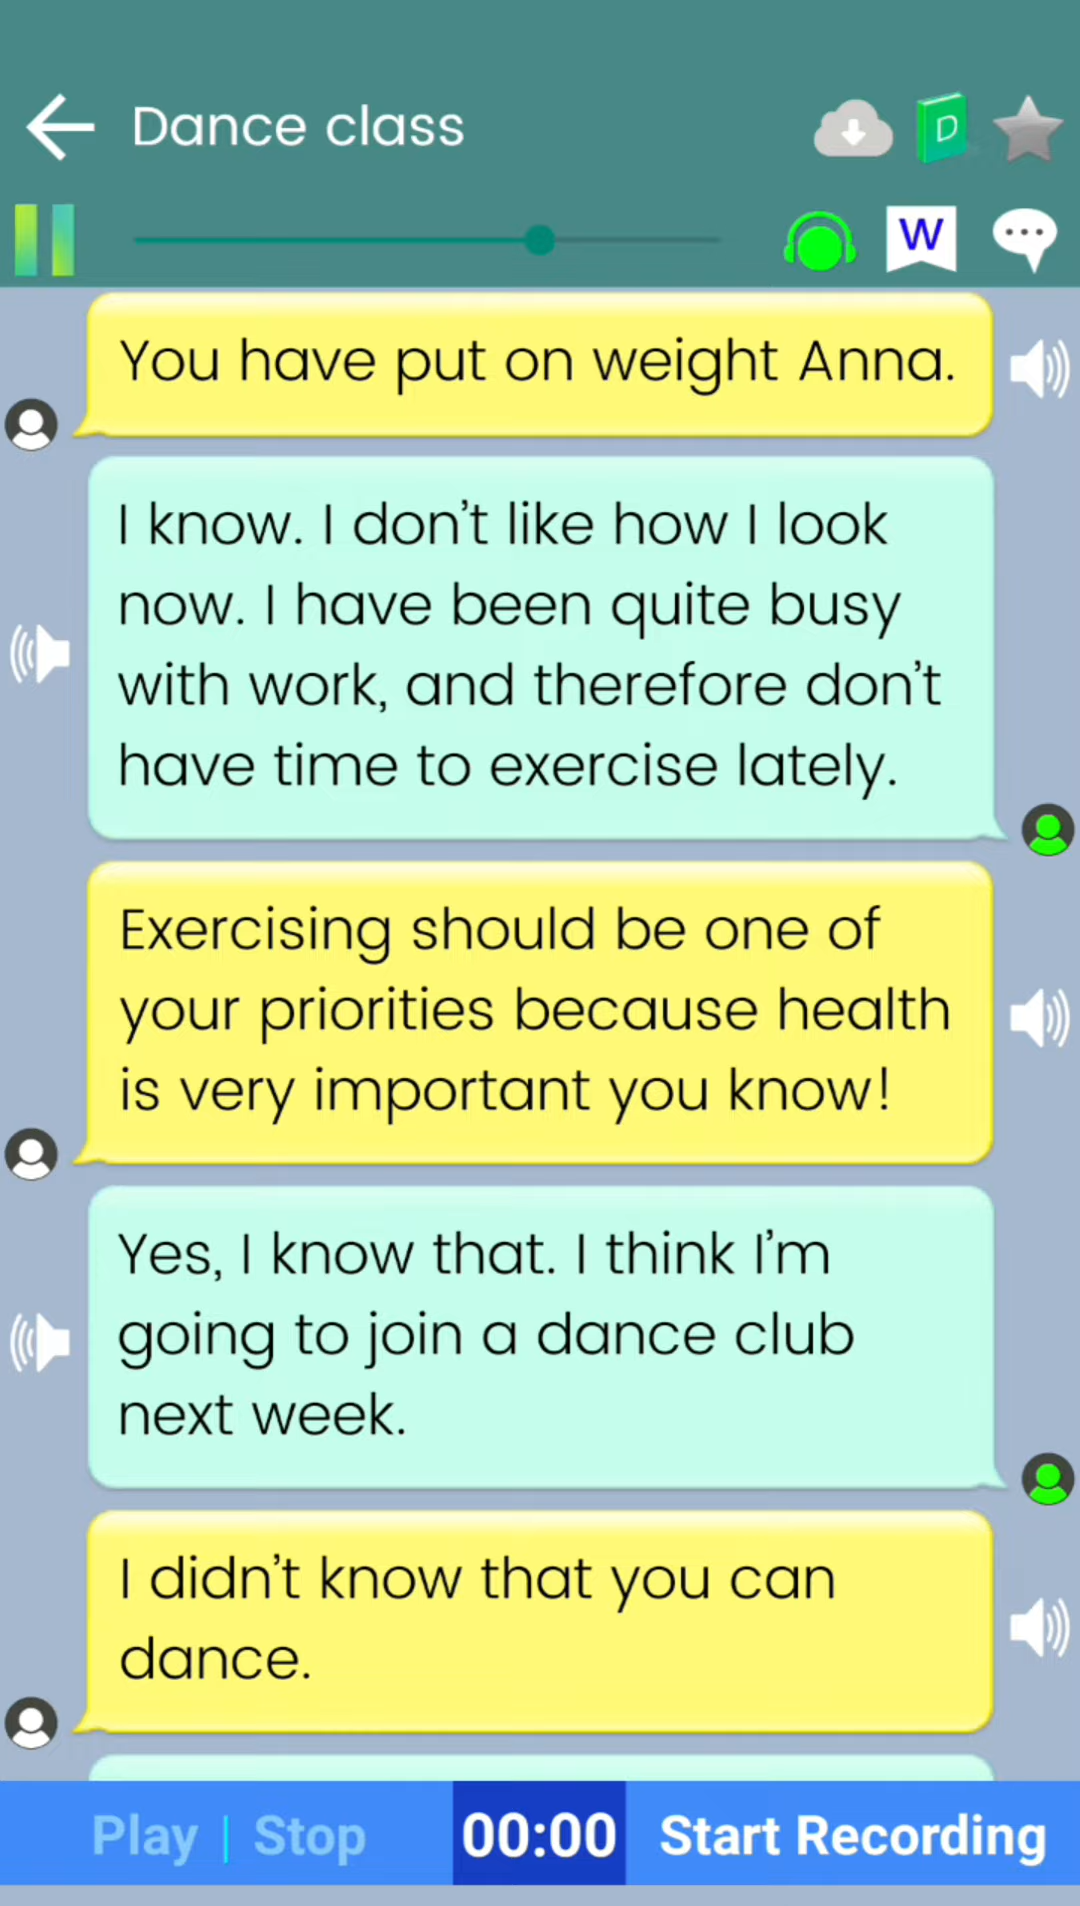 Dance class
D
W
You have put on weight Anna.
I know. I don't like how I look
now. I have been quite busy
with work, and therefore don't
have time to exercise lately.
Exercising should be one of
your priorities because health
is very important you know!
Yes, I know that. I think I'm
going to join a dance club
next week.
I didn't know that you can
dance.
Play | Stop 00:00 Start Recording